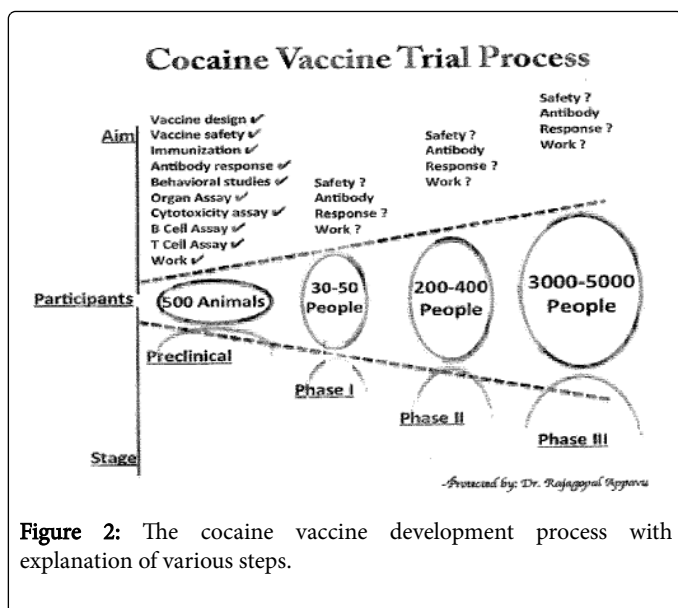 Cocaine Vaccine Trial Process
Aim
Vaccine design ✔
Vaccine safety ✔
Immunization ✔
Antibody response ✔
Behavioral studies ✔
Organ Assay ✔
Cytotoxicity assay ✔
B Cell Assay ✔
T Cell Assay ✔
Work ✔
Safety ?
Antibody
Response ?
Work ?
Safety ?
Antibody
Response ?
Work ?
Safety ?
Antibody
Response ?
Work ?
Participants
500 Animals
30-50
People
200-400
People
3000-5000
People
Stage
Preclinical
Phase I
Phase II
Phase III
-Protected by: Dr. Rajagopal Appavu
Figure 2: The cocaine vaccine development process with
explanation of various steps.